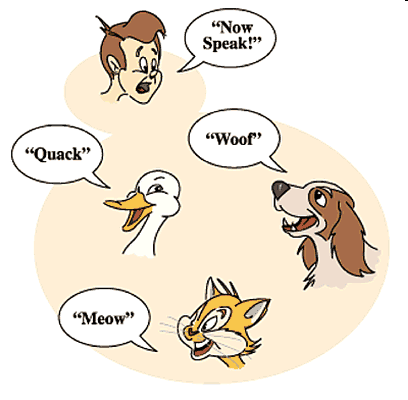 “Now
Speak!”
“Woof”
“Quack”
“Meow”